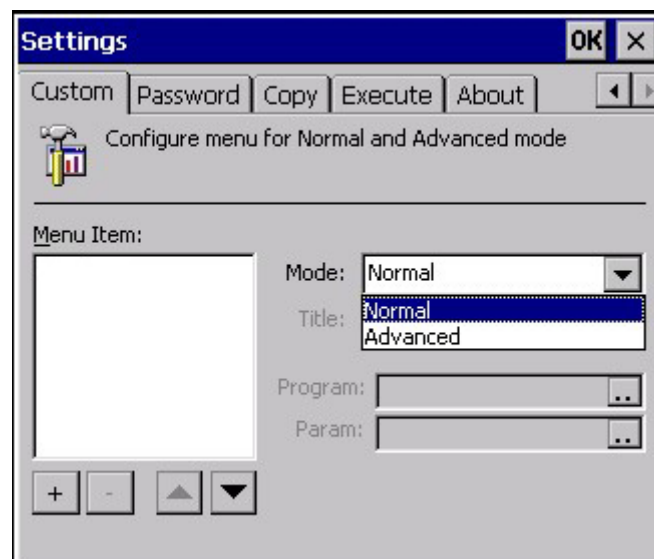 Settings OK ×
Custom Password Copy Execute About
Configure menu for Normal and Advanced mode
Menu Item:
Mode: Normal
Normal
Title:
Advanced
Program: ..
Param: ..
+ -